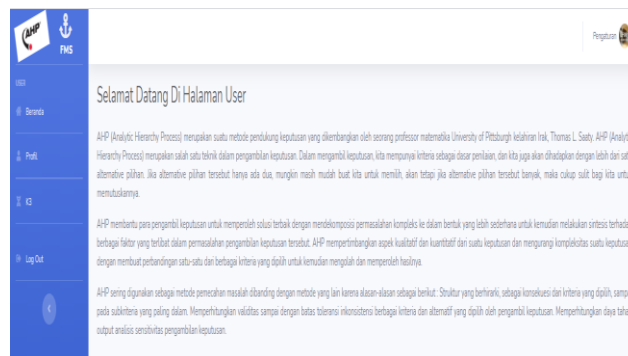 AHP
FMS
Pengaturan
USER
Beranda
Profil
K3
Log Out
Selamat Datang Di Halaman User
AHP (Analytic Hierarchy Process) merupakan suatu metode pendukung keputusan yang dikembangkan oleh seorang professor matematika University of Pittsburgh kelahiran Irak, Thomas L. Saaty. AHP (Analyt
Hierarchy Process) merupakan salah satu teknik dalam pengambilan keputusan. Dalam mengambil keputusan, kita mempunyai kriteria sebagai dasar penilaian, dan kita juga akan dihadapkan dengan lebih dari sat
alternative pilihan. Jika alternative pilihan tersebut hanya ada dua, mungkin masih mudah buat kita untuk memilih, akan tetapi jika alternative pilihan tersebut banyak, maka cukup sulit bagi kita untu
memutuskannya.
AHP membantu para pengambil keputusan untuk memperoleh solusi terbaik dengan mendekomposisi permasalahan kompleks ke dalam bentuk yang lebih sederhana untuk kemudian melakukan sintesis terhada
berbagai faktor yang terlibat dalam permasalahan pengambilan keputusan tersebut. AHP mempertimbangkan aspek kualitatif dan kuantitatif dari suatu keputusan dan mengurangi kompleksitas suatu keputusa
dengan membuat perbandingan satu-satu dari berbagai kriteria yang dipilih untuk kemudian mengolah dan memperoleh hasilnya.
AHP sering digunakan sebagai metode pemecahan masalah dibanding dengan metode yang lain karena alasan-alasan sebagai berikut : Struktur yang berhirarki, sebagai konsekuesi dari kriteria yang dipilih, sampa
pada subkriteria yang paling dalam. Memperhitungkan validitas sampai dengan batas toleransi inkonsistensi berbagai kriteria dan alternatif yang dipilih oleh pengambil keputusan. Memperhitungkan daya taha
output analisis sensitivitas pengambilan keputusan.